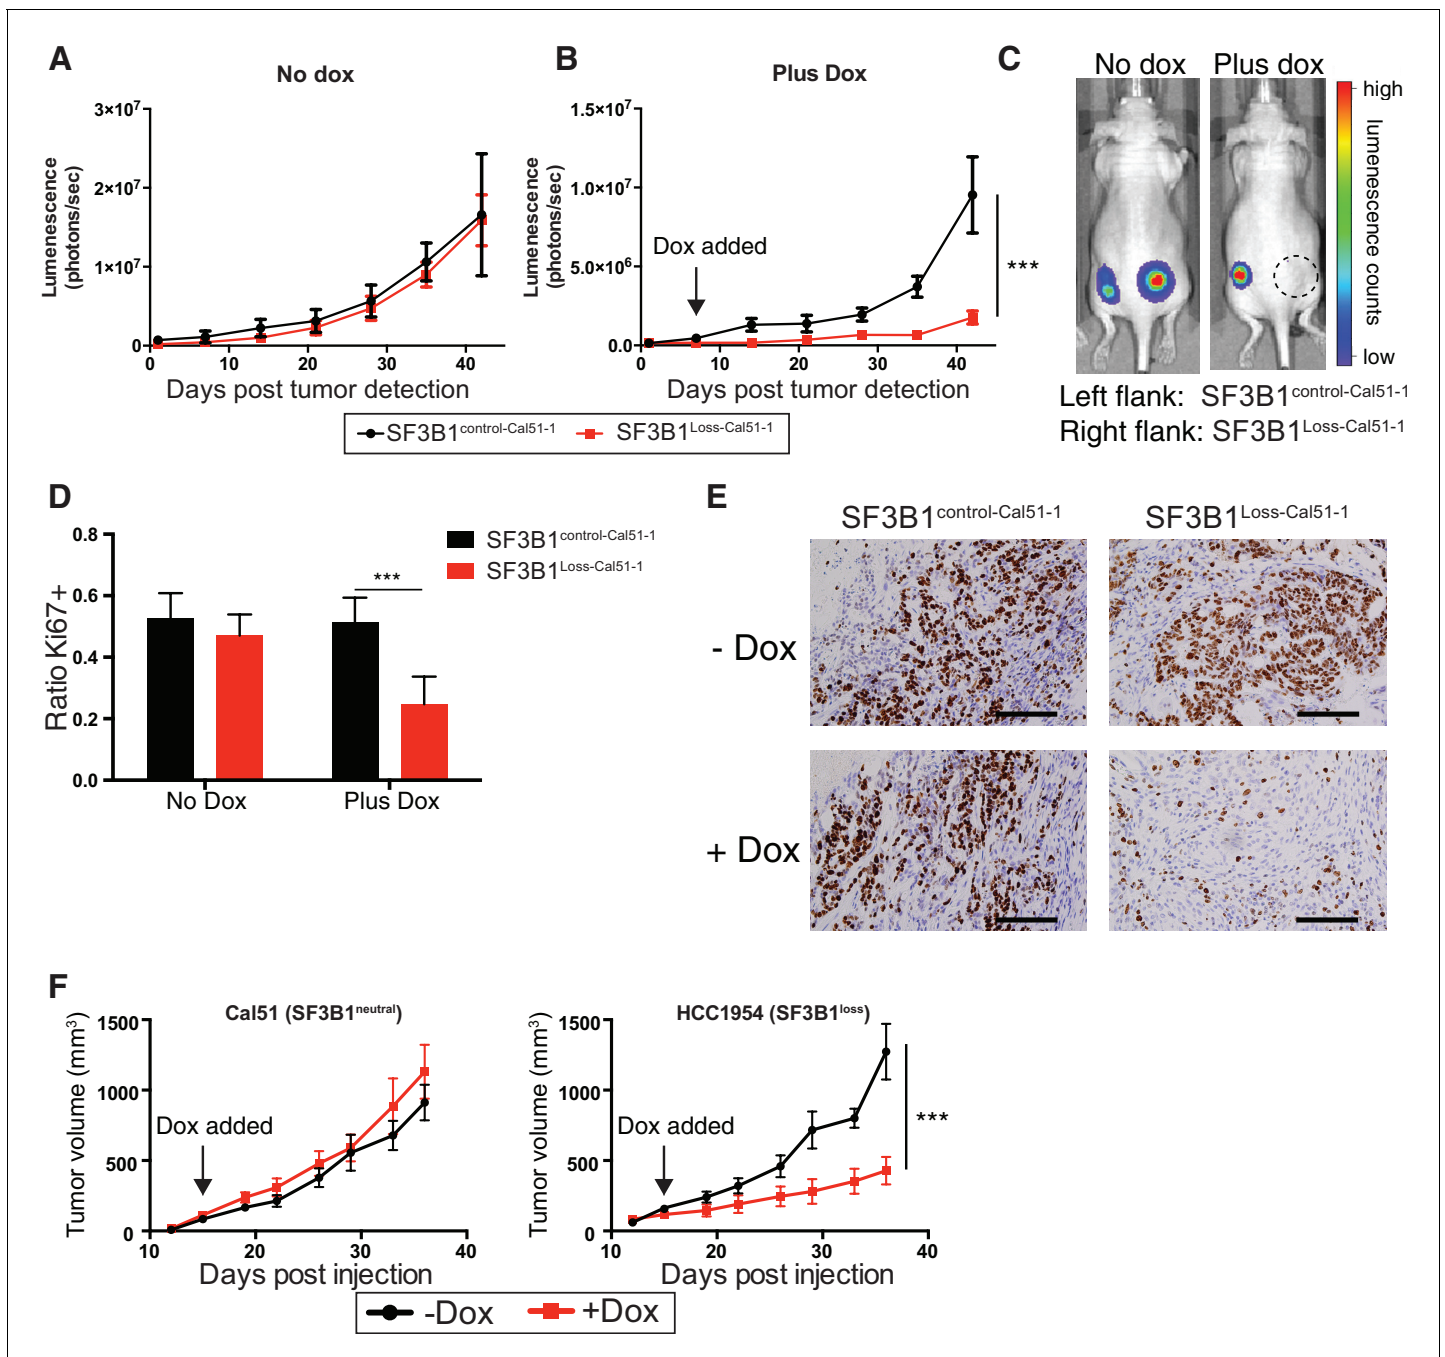 A
No dox
3×10⁷
2×10⁷
1×10⁷
0
Lumenescence
(photons/sec)
0 10 20 30 40
Days post tumor detection
B
Plus Dox
1.5×10⁷
1.0×10⁷
5.0×10⁶
0.0
Lumenescence
(photons/sec)
Dox added
***
0 10 20 30 40
Days post tumor detection
SF3B1control-Cal51-1 SF3B1Loss-Cal51-1
C
No dox Plus dox
high
lumenescence counts
low
Left flank: SF3B1control-Cal51-1
Right flank: SF3B1Loss-Cal51-1
D
0.8
0.6
0.4
0.2
0.0
Ratio Ki67+
***
SF3B1control-Cal51-1
SF3B1Loss-Cal51-1
No Dox Plus Dox
E
SF3B1control-Cal51-1 SF3B1Loss-Cal51-1
- Dox
+ Dox
F
Cal51 (SF3B1neutral)
1500
1000
500
0
Tumor volume (mm³)
Dox added
10 20 30 40
Days post injection
HCC1954 (SF3B1loss)
1500
1000
500
0
Tumor volume (mm³)
Dox added
***
10 20 30 40
Days post injection
-Dox +Dox